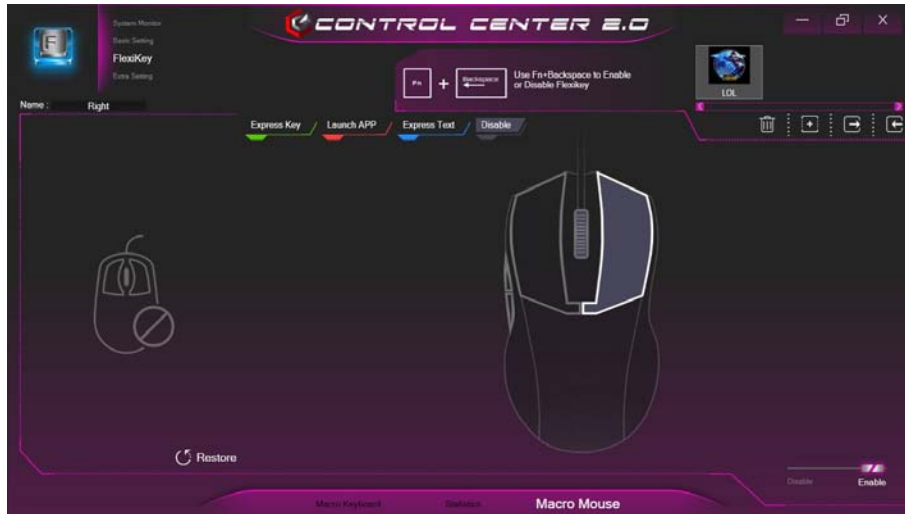 System Monitor
Basic Setting
FlexiKey
Extra Setting
CONTROL CENTER 2.0
Fn + Backspace
Use Fn+Backspace to Enable
or Disable Flexikey
LOL
Name : Right
Express Key / Launch APP / Express Text / Disable
Restore
Disable Enable
Macro Keyboard Statistics Macro Mouse